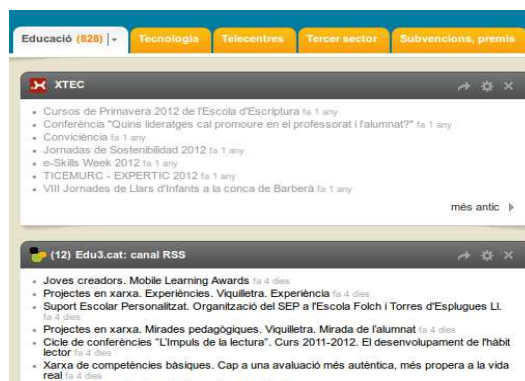 Educació (828) Tecnologia Telecentres Tercer sector Subvencions, premis
XTEC
Cursos de Primavera 2012 de l'Escola d'Escriptura fa 1 any
Conferència "Quins lideratges cal promoure en el professorat i l'alumnat?" fa 1 any
Conviciència fa 1 any
Jornadas de Sostenibilidad 2012 fa 1 any
e-Skills Week 2012 fa 1 any
TICEMURC - EXPERTIC 2012 fa 1 any
VIII Jornades de Llars d'Infants a la conca de Barberà fa 1 any
més antic
(12) Edu3.cat: canal RSS
Joves creadors. Mobile Learning Awards fa 4 dies
Projectes en xarxa. Experiències. Viquilletra. Experiència fa 4 dies
Suport Escolar Personalitzat. Organització del SEP a l'Escola Folch i Torres d'Esplugues Ll.
fa 4 dies
Projectes en xarxa. Mirades pedagògiques. Viquilletra. Mirada de l'alumnat fa 4 dies
Cicle de conferències "L'Impuls de la lectura". Curs 2011-2012. El desenvolupament de l'hàbit
lector fa 4 dies
Xarxa de competències bàsiques. Cap a una avaluació més autèntica, més propera a la vida
real fa 4 dies